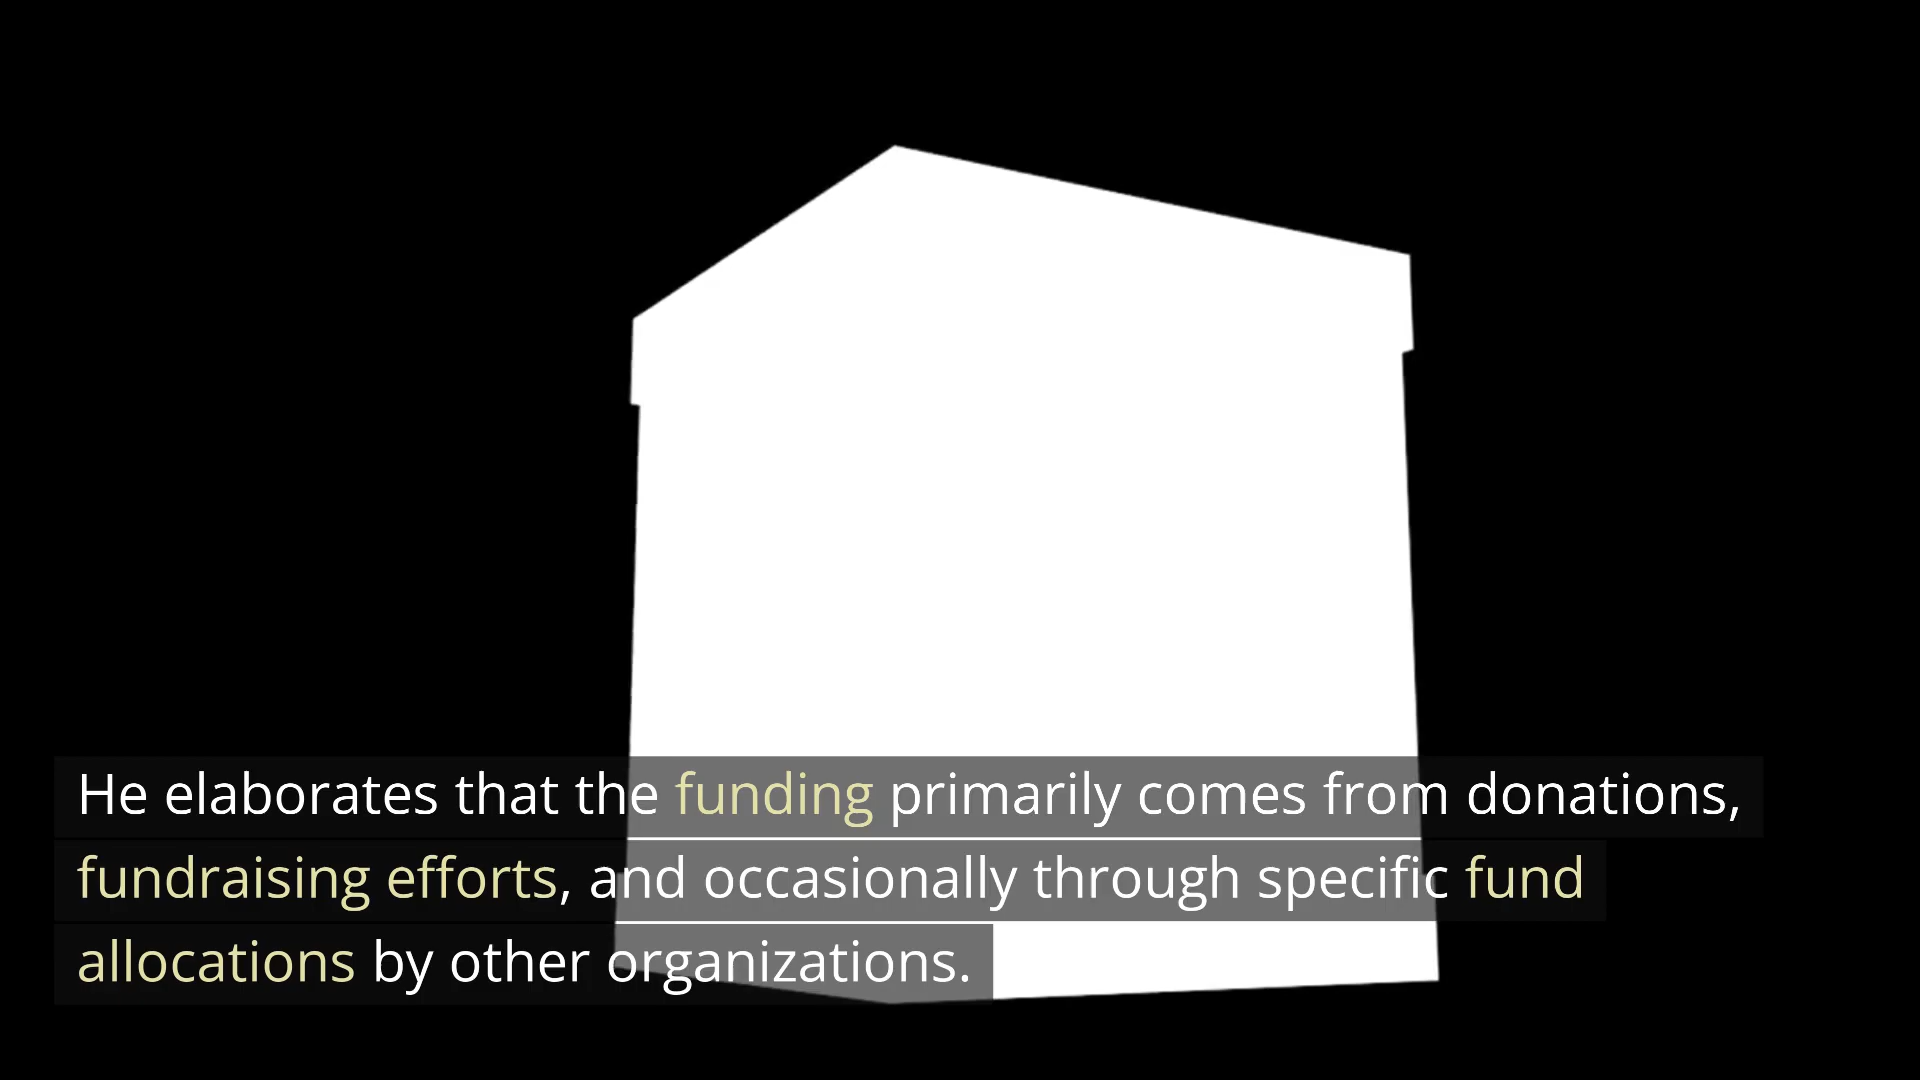 He elaborates that the funding primarily comes from donations,
fundraising efforts, and occasionally through specific fund
allocations by other organizations.